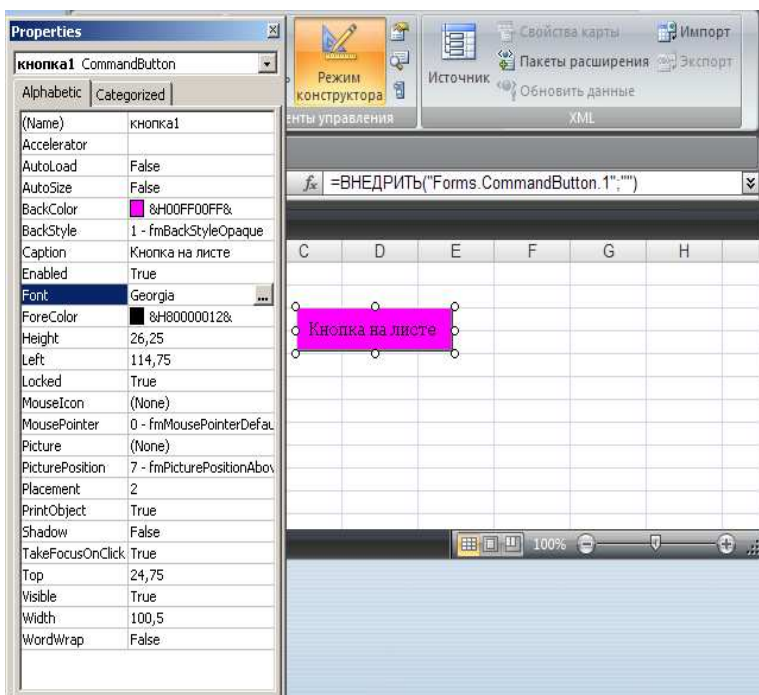 Properties
кнопка1 CommandButton
Alphabetic Categorized
(Name) кнопка1
Accelerator
AutoLoad False
AutoSize False
BackColor &H00FF00FF&
BackStyle 1 - fmBackStyleOpaque
Caption Кнопка на листе
Enabled True
Font Georgia ...
ForeColor &H80000012&
Height 26,25
Left 114,75
Locked True
MouseIcon (None)
MousePointer 0 - fmMousePointerDefau
Picture (None)
PicturePosition 7 - fmPicturePositionAbov
Placement 2
PrintObject True
Shadow False
TakeFocusOnClick True
Top 24,75
Visible True
Width 100,5
WordWrap False
Режим
конструктора
енты управления
Источник
Свойства карты
Пакеты расширения
Обновить данные
Импорт
Экспорт
XML
fx =ВНЕДРИТЬ("Forms.CommandButton.1";"")
C D E F G H
Кнопка на листе
100%